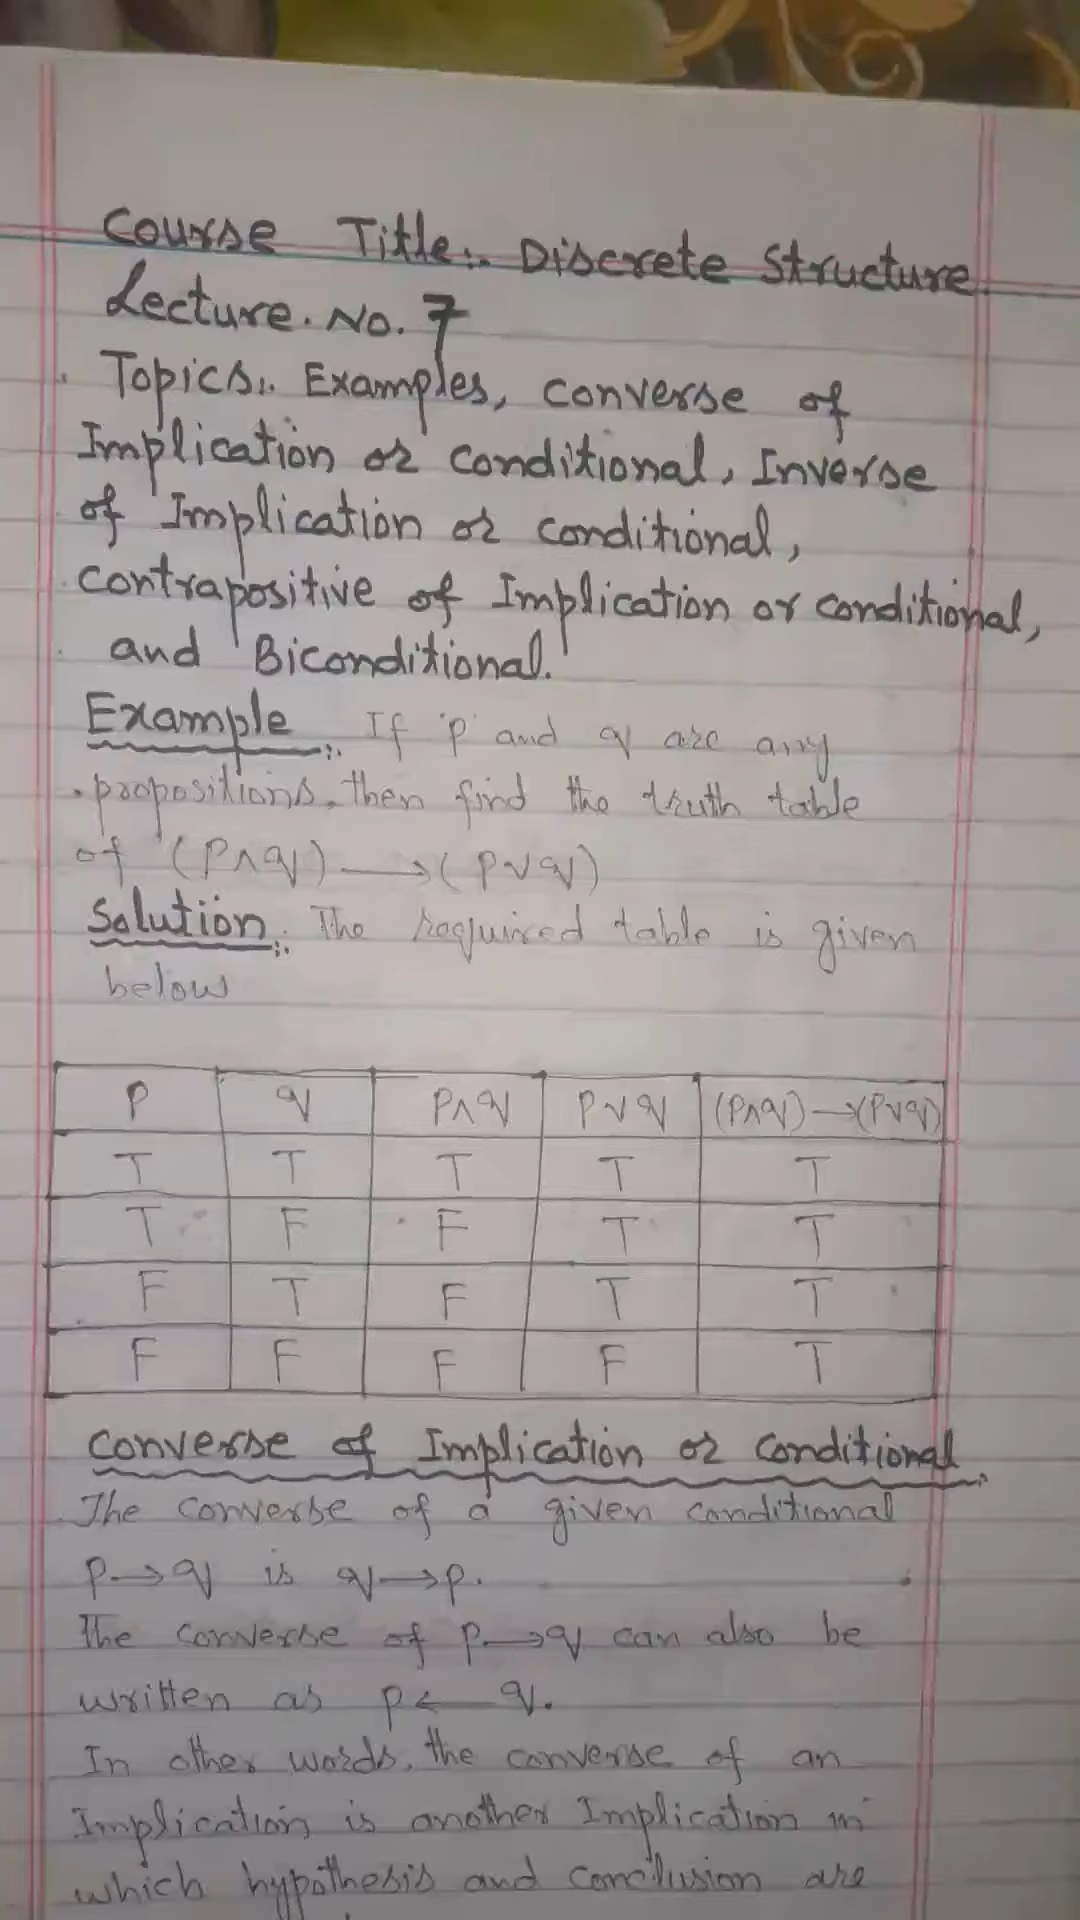 Course Title:. Discrete Structure
Lecture. No. 7
Topics:. Examples, converse of
Implication or conditional, Inverse
of Implication or conditional,
contrapositive of Implication or conditional,
and Biconditional.
Example:. If p and q are any
propositions, then find the truth table
of (p∧q) ⟶ (p∨q)
Solution:. The required table is given
below
p q p∧q p∨q (p∧q)⟶(p∨q)
T T T T T
T F F T T
F T F T T
F F F F T
converse of Implication or conditional:.
The converse of a given conditional
p⟶q is q⟶p.
The converse of p⟶q can also be
written as p⟵q.
In other words, the converse of an
Implication is another Implication in
which hypothesis and conclusion are